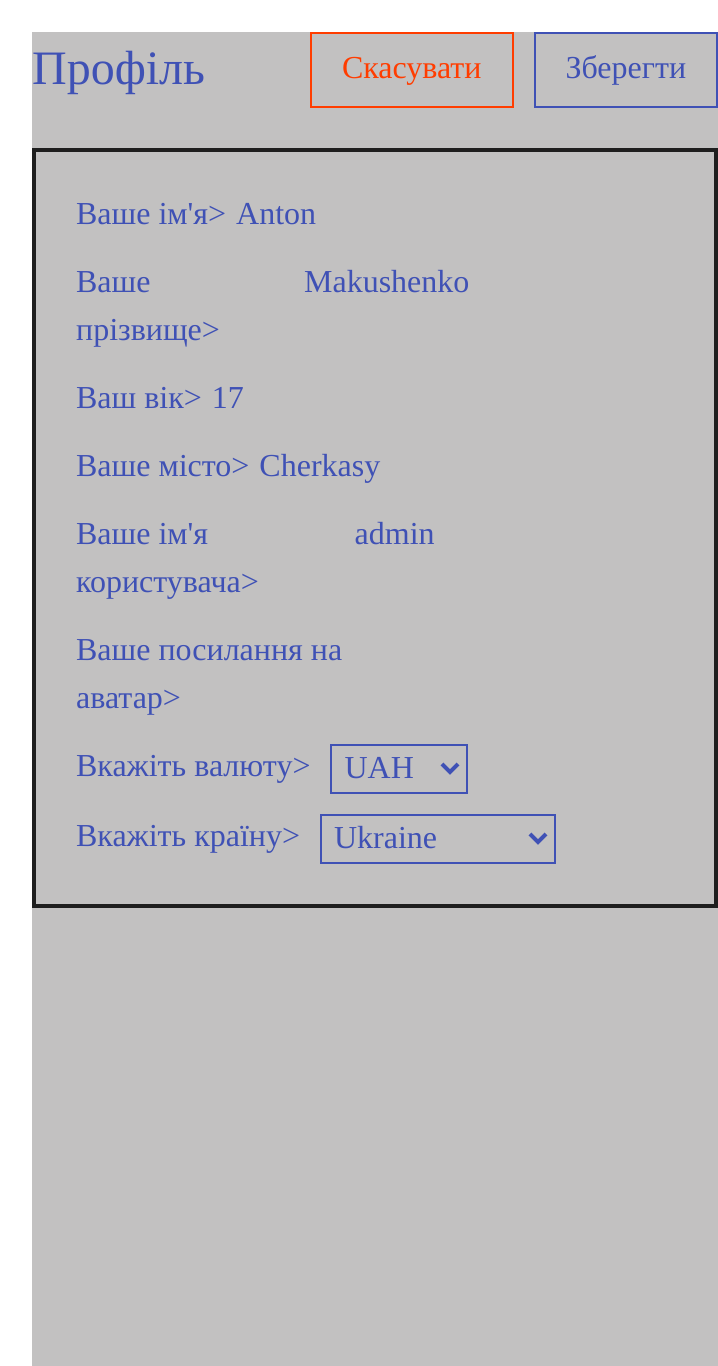 Профіль Скасувати Зберегти
Ваше ім'я> Anton
Ваше Makushenko
прізвище>
Ваш вік> 17
Ваше місто> Cherkasy
Ваше ім'я admin
користувача>
Ваше посилання на
аватар>
Вкажіть валюту> UAH
Вкажіть країну> Ukraine